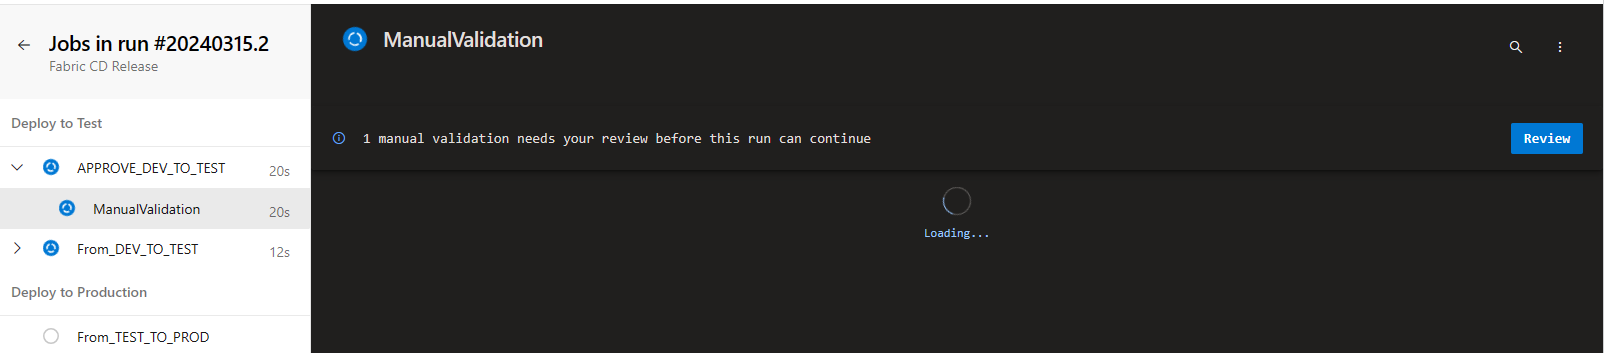 Jobs in run #20240315.2
Fabric CD Release
Deploy to Test
APPROVE_DEV_TO_TEST 20s
ManualValidation 20s
From_DEV_TO_TEST 12s
Deploy to Production
From_TEST_TO_PROD
ManualValidation
1 manual validation needs your review before this run can continue
Review
Loading...